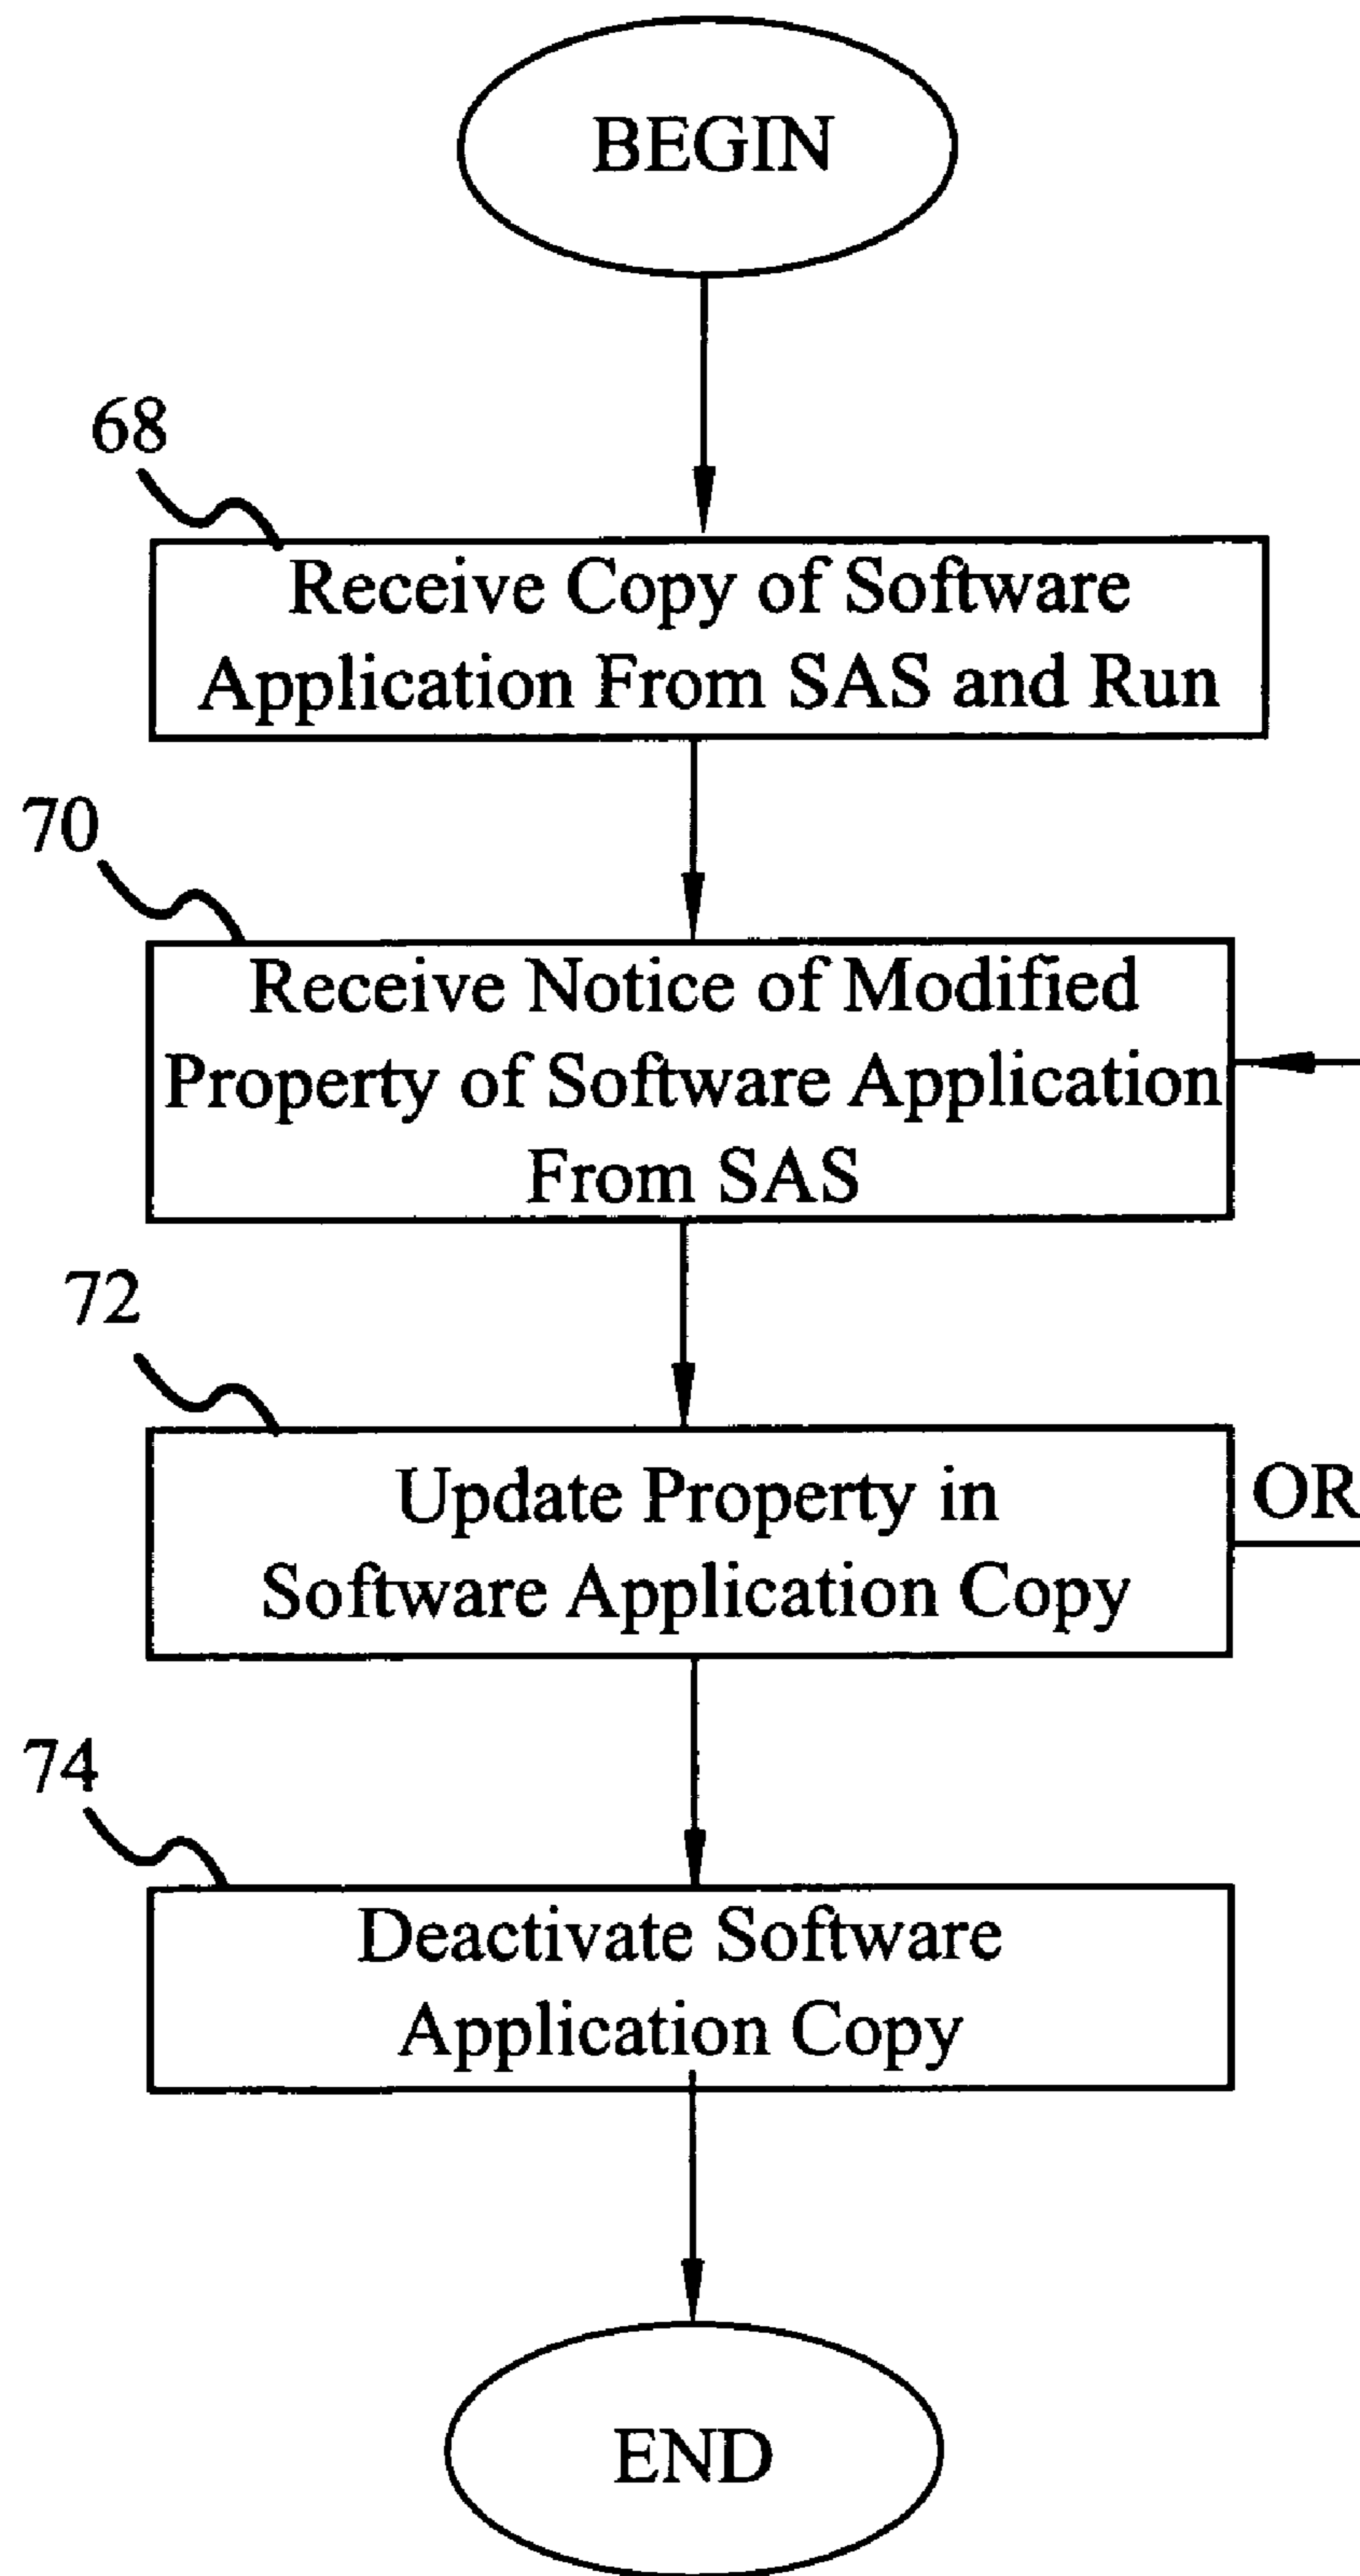 BEGIN
68
Receive Copy of Software
Application From SAS and Run
70
Receive Notice of Modified
Property of Software Application
From SAS
72
Update Property in
Software Application Copy
OR
74
Deactivate Software
Application Copy
END